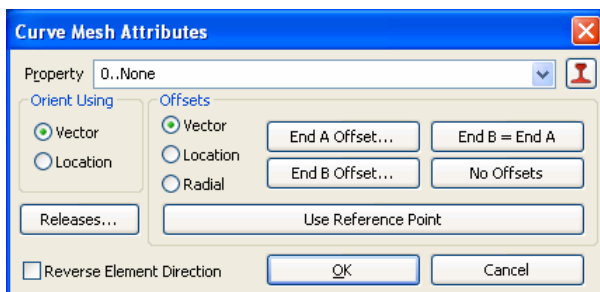 Curve Mesh Attributes
Property 0..None
Orient Using
Vector
Location
Releases...
Offsets
Vector
Location
Radial
End A Offset...
End B = End A
End B Offset...
No Offsets
Use Reference Point
Reverse Element Direction
OK
Cancel